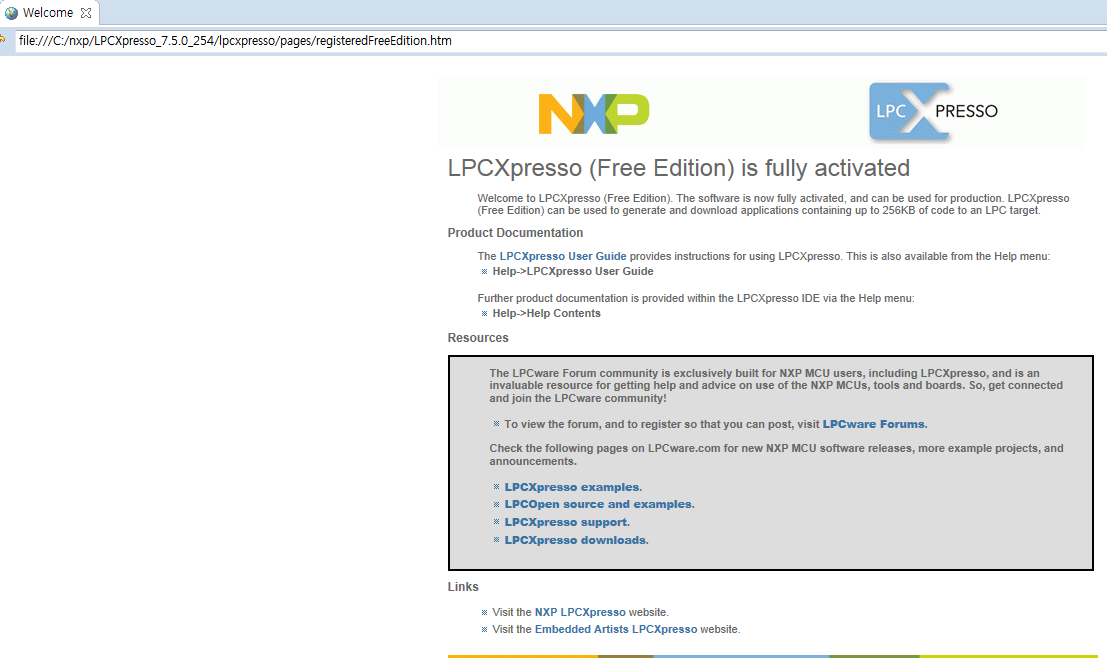 Welcome
file:///C:/nxp/LPCXpresso_7.5.0_254/lpcxpresso/pages/registeredFreeEdition.htm
NXP
LPC XPRESSO
LPCXpresso (Free Edition) is fully activated
Welcome to LPCXpresso (Free Edition). The software is now fully activated, and can be used for production. LPCXpresso
(Free Edition) can be used to generate and download applications containing up to 256KB of code to an LPC target.
Product Documentation
The LPCXpresso User Guide provides instructions for using LPCXpresso. This is also available from the Help menu:
Help->LPCXpresso User Guide
Further product documentation is provided within the LPCXpresso IDE via the Help menu:
Help->Help Contents
Resources
The LPCware Forum community is exclusively built for NXP MCU users, including LPCXpresso, and is an
invaluable resource for getting help and advice on use of the NXP MCUs, tools and boards. So, get connected
and join the LPCware community!
To view the forum, and to register so that you can post, visit LPCware Forums.
Check the following pages on LPCware.com for new NXP MCU software releases, more example projects, and
announcements.
LPCXpresso examples.
LPCOpen source and examples.
LPCXpresso support.
LPCXpresso downloads.
Links
Visit the NXP LPCXpresso website.
Visit the Embedded Artists LPCXpresso website.